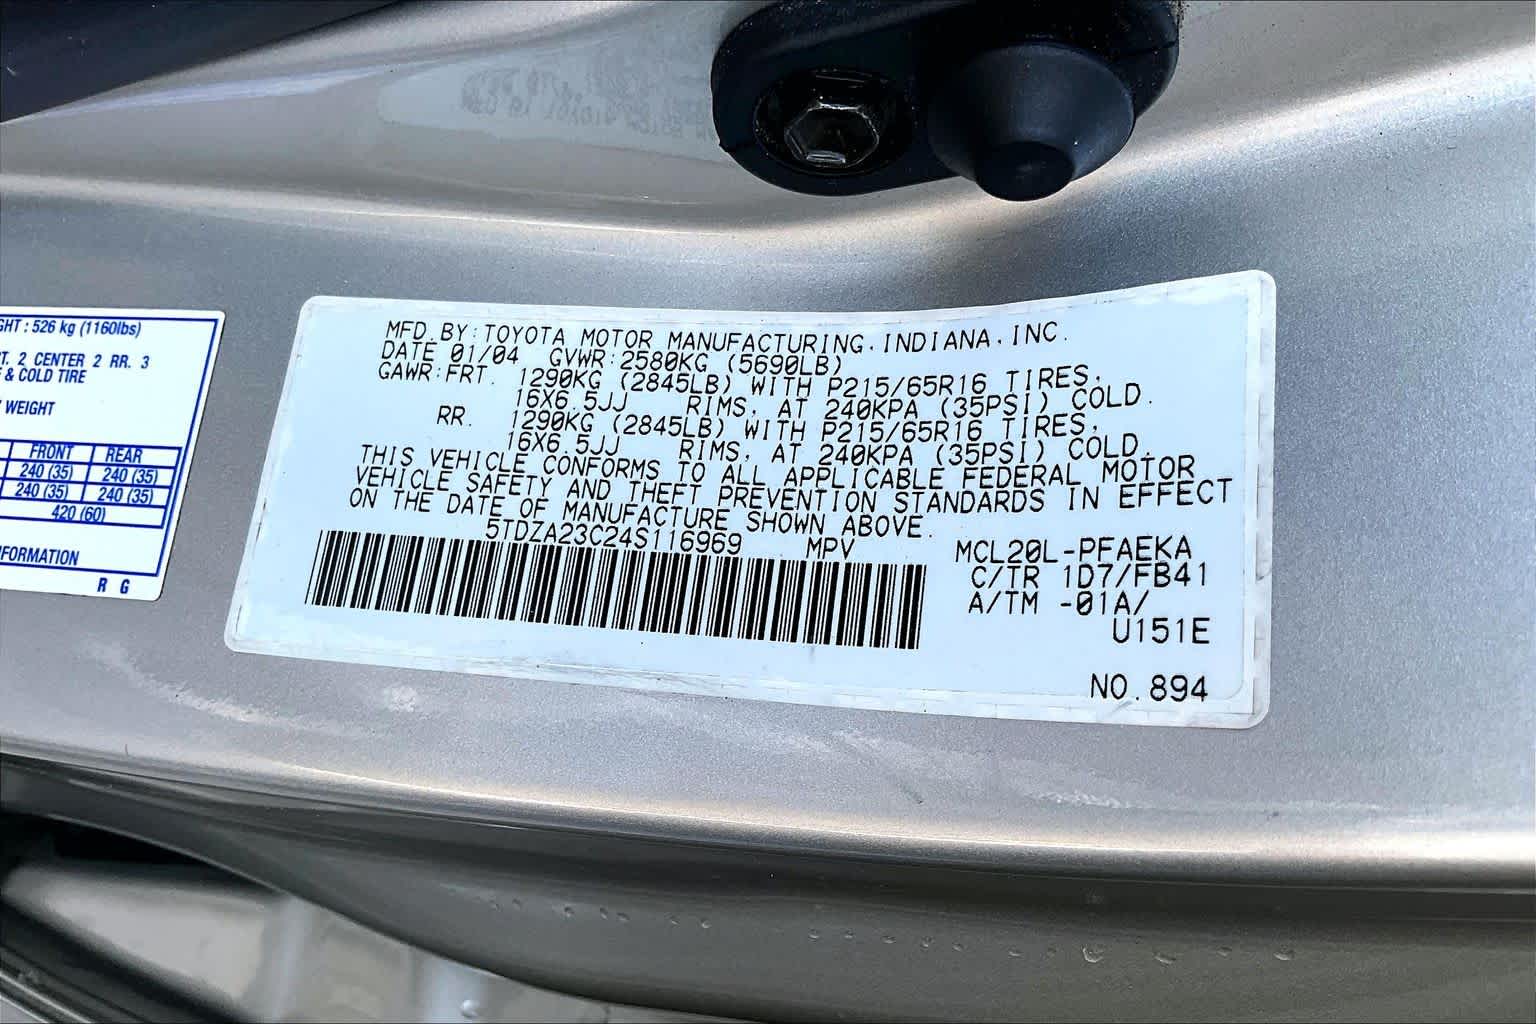 GHT : 526 kg (1160lbs)
RT. 2 CENTER 2 RR. 3
& COLD TIRE
WEIGHT
FRONT REAR
240 (35) 240 (35)
240 (35) 240 (35)
420 (60)
FORMATION
R G
MFD. BY: TOYOTA MOTOR MANUFACTURING, INDIANA, INC.
DATE 01/04 GVWR: 2580KG (5690LB)
GAWR: FRT. 1290KG (2845LB) WITH P215/65R16 TIRES,
16X6.5JJ RIMS, AT 240KPA (35PSI) COLD.
RR. 1290KG (2845LB) WITH P215/65R16 TIRES,
16X6.5JJ RIMS, AT 240KPA (35PSI) COLD.
THIS VEHICLE CONFORMS TO ALL APPLICABLE FEDERAL MOTOR
VEHICLE SAFETY AND THEFT PREVENTION STANDARDS IN EFFECT
ON THE DATE OF MANUFACTURE SHOWN ABOVE.
5TDZA23C24S116969 MPV
MCL20L-PFAEKA
C/TR 1D7/FB41
A/TM -01A/
U151E
NO. 894